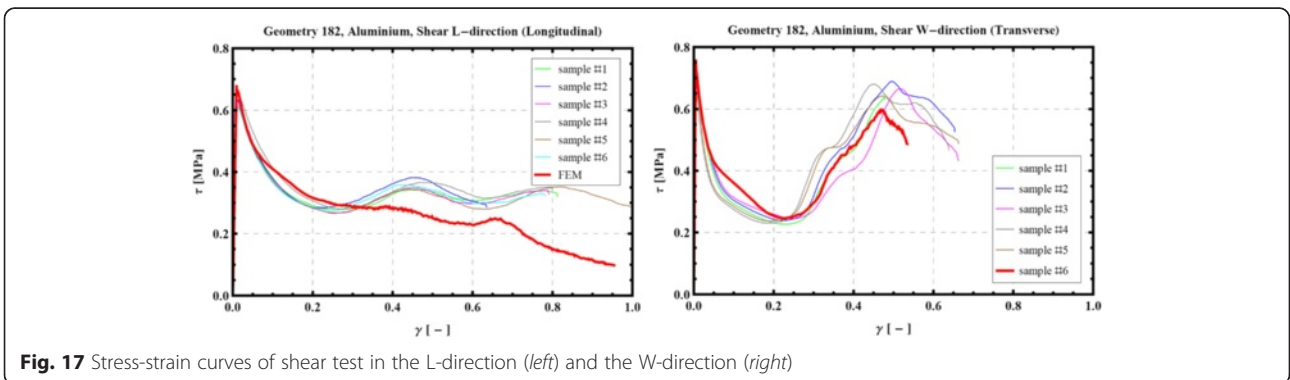 Geometry 182, Aluminium, Shear L−direction (Longitudinal)
0.8
0.6
0.4
0.2
0.0
τ [MPa]
sample ⌗1
sample ⌗2
sample ⌗3
sample ⌗4
sample ⌗5
sample ⌗6
FEM
0.0 0.2 0.4 0.6 0.8 1.0
γ [ − ]
Geometry 182, Aluminium, Shear W−direction (Transverse)
0.8
0.6
0.4
0.2
0.0
τ [MPa]
sample ⌗1
sample ⌗2
sample ⌗3
sample ⌗4
sample ⌗5
sample ⌗6
0.0 0.2 0.4 0.6 0.8 1.0
γ [ − ]
Fig. 17 Stress-strain curves of shear test in the L-direction (left) and the W-direction (right)